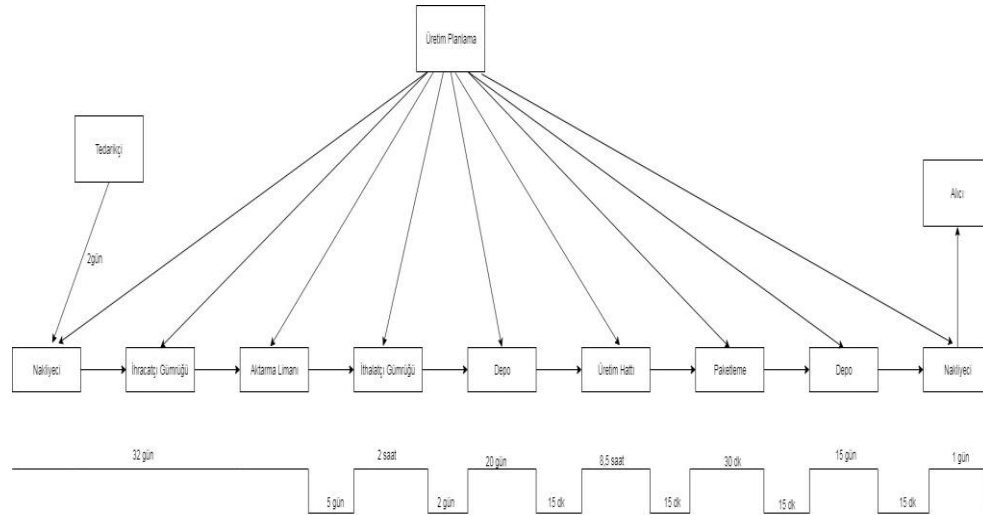 Üretim Planlama
Tedarikçi
Alıcı
2gün
Nakliyeci
İhracatçı Gümrüğü
Aktarma Limanı
İthalatçı Gümrüğü
Depo
Üretim Hattı
Paketleme
Depo
Nakliyeci
32 gün
2 saat
20 gün
8,5 saat
30 dk
15 gün
1 gün
5 gün
2 gün
15 dk
15 dk
15 dk
15 dk